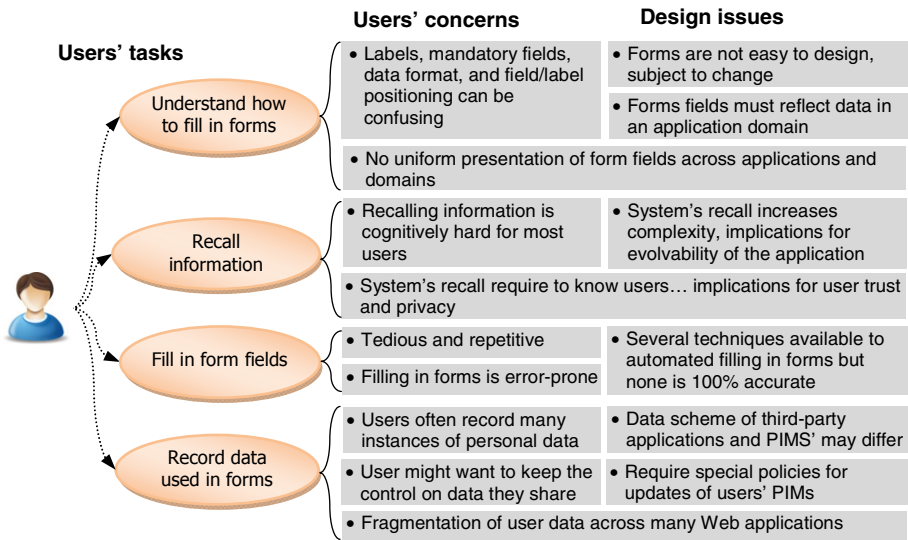 Users' concerns
Design issues
Users' tasks
Understand how
to fill in forms
• Labels, mandatory fields,
data format, and field/label
positioning can be
confusing
• Forms are not easy to design,
subject to change
• Forms fields must reflect data in
an application domain
• No uniform presentation of form fields across applications and
domains
Recall
information
• Recalling information is
cognitively hard for most
users
• System's recall increases
complexity, implications for
evolvability of the application
• System's recall require to know users… implications for user trust
and privacy
Fill in form fields
• Tedious and repetitive
• Filling in forms is error-prone
• Several techniques available to
automated filling in forms but
none is 100% accurate
Record data
used in forms
• Users often record many
instances of personal data
• Data scheme of third-party
applications and PIMS' may differ
• User might want to keep the
control on data they share
• Require special policies for
updates of users' PIMs
• Fragmentation of user data across many Web applications